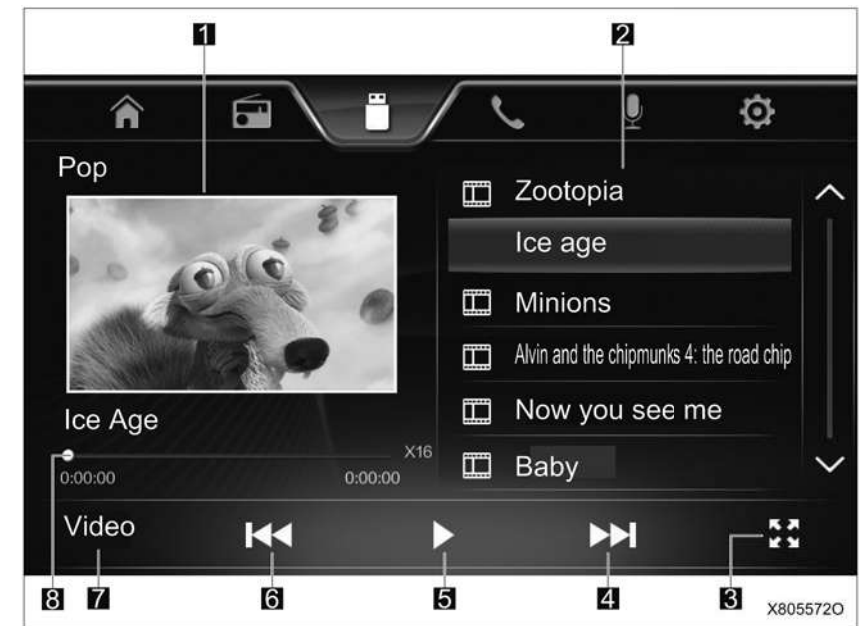 1 2
Pop
Zootopia
Ice age
Minions
Alvin and the chipmunks 4: the road chip
Now you see me
Baby
Ice Age
X16
0:00:00 0:00:00
Video
8 7 6 5 4 3
X805572O